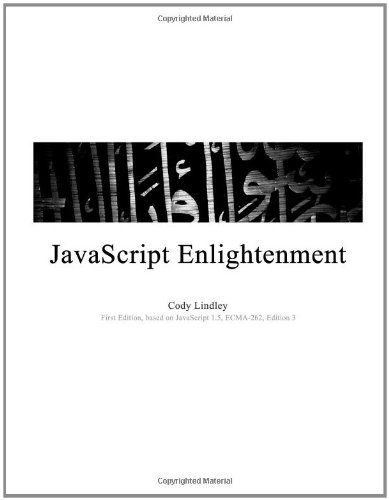 Copyrighted Material
JavaScript Enlightenment
Cody Lindley
First Edition, based on JavaScript 1.5, ECMA-262, Edition 3
Copyrighted Material